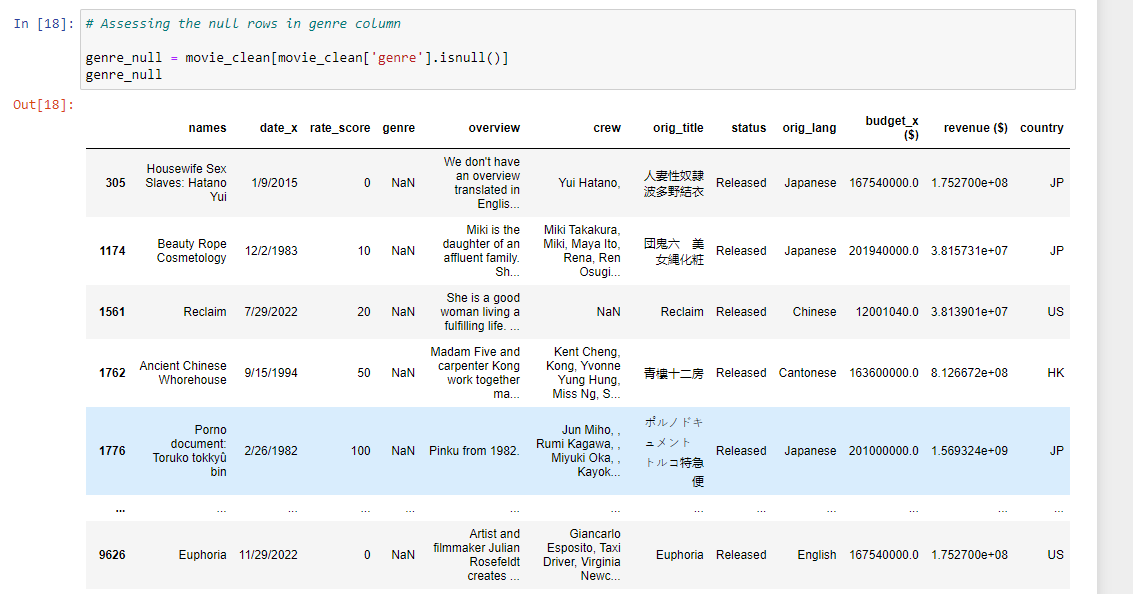 In [18]:
# Assessing the null rows in genre column
genre_null = movie_clean[movie_clean['genre'].isnull()]
genre_null
Out[18]:
names date_x rate_score genre overview crew orig_title status orig_lang budget_x ($) revenue ($) country
305 Housewife Sex Slaves: Hatano Yui 1/9/2015 0 NaN We don't have an overview translated in Englis... Yui Hatano, 人妻性奴隷 波多野結衣 Released Japanese 167540000.0 1.752700e+08 JP
1174 Beauty Rope Cosmetology 12/2/1983 10 NaN Miki is the daughter of an affluent family. Sh... Miki Takakura, Miki, Maya Ito, Rena, Ren Osugi... 団鬼六 美女縄化粧 Released Japanese 201940000.0 3.815731e+07 JP
1561 Reclaim 7/29/2022 20 NaN She is a good woman living a fulfilling life. ... NaN Reclaim Released Chinese 12001040.0 3.813901e+07 US
1762 Ancient Chinese Whorehouse 9/15/1994 50 NaN Madam Five and carpenter Kong work together ma... Kent Cheng, Kong, Yvonne Yung Hung, Miss Ng, S... 青樓十二房 Released Cantonese 163600000.0 8.126672e+08 HK
1776 Porno document: Toruko tokkyû bin 2/26/1982 100 NaN Pinku from 1982. Jun Miho, , Rumi Kagawa, , Miyuki Oka, , Kayok... ポルノドキュメント トルコ特急便 Released Japanese 201000000.0 1.569324e+09 JP
... ... ... ... ... ... ... ... ... ... ... ... ...
9626 Euphoria 11/29/2022 0 NaN Artist and filmmaker Julian Rosefeldt creates ... Giancarlo Esposito, Taxi Driver, Virginia Newc... Euphoria Released English 167540000.0 1.752700e+08 US